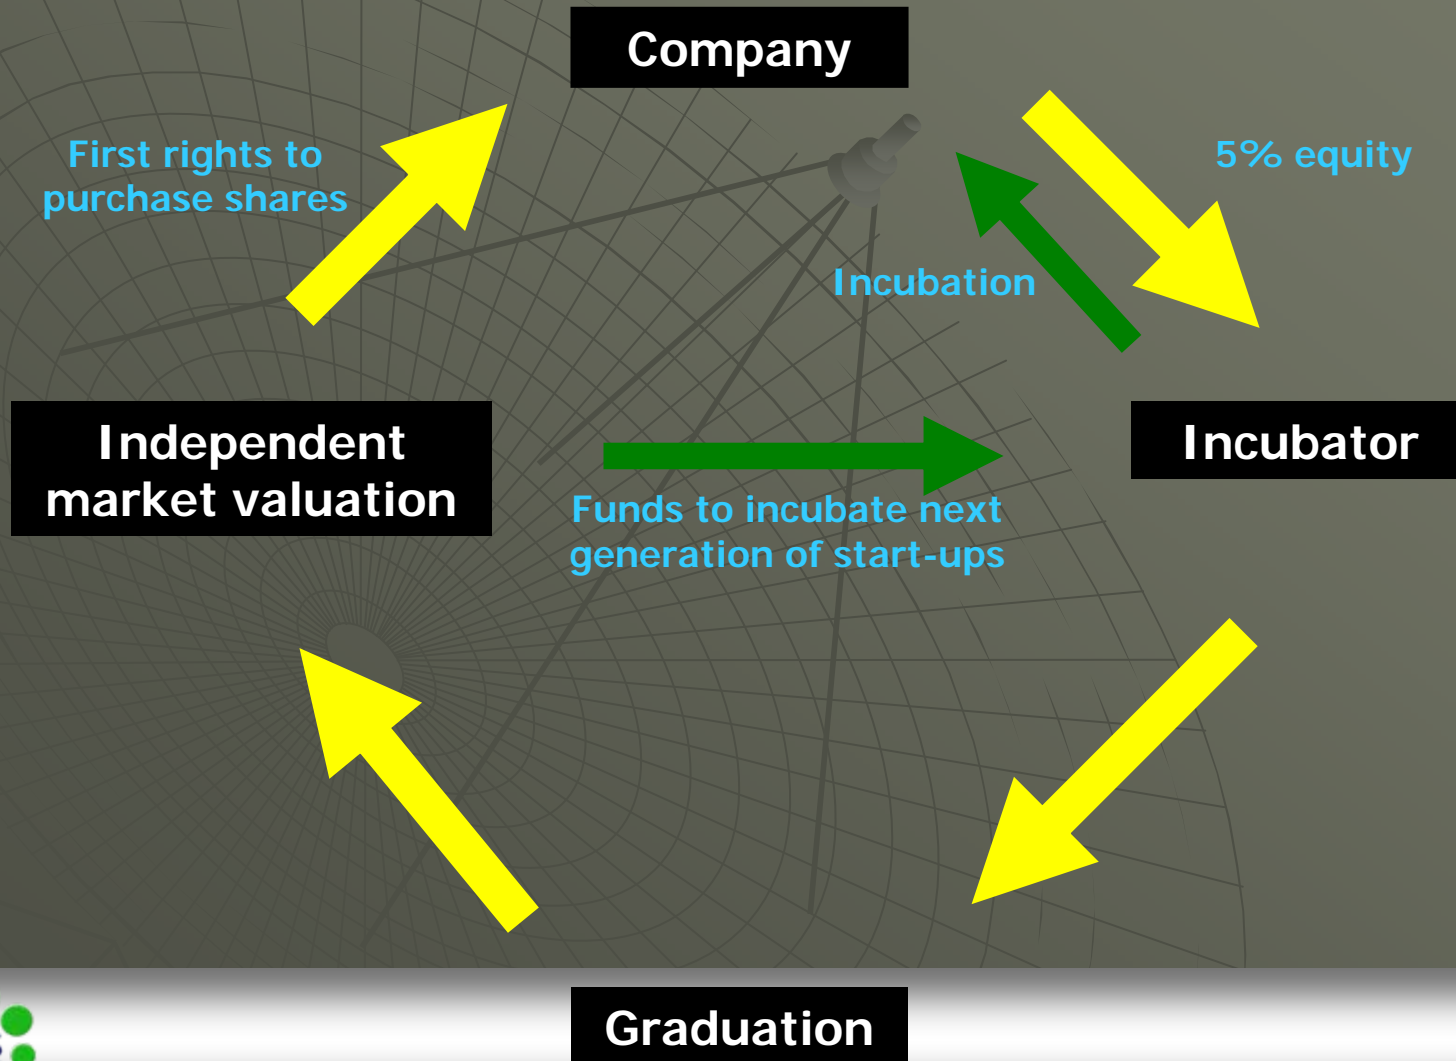 Company
First rights to
purchase shares
5% equity
Incubation
Independent
market valuation
Incubator
Funds to incubate next
generation of start-ups
Graduation